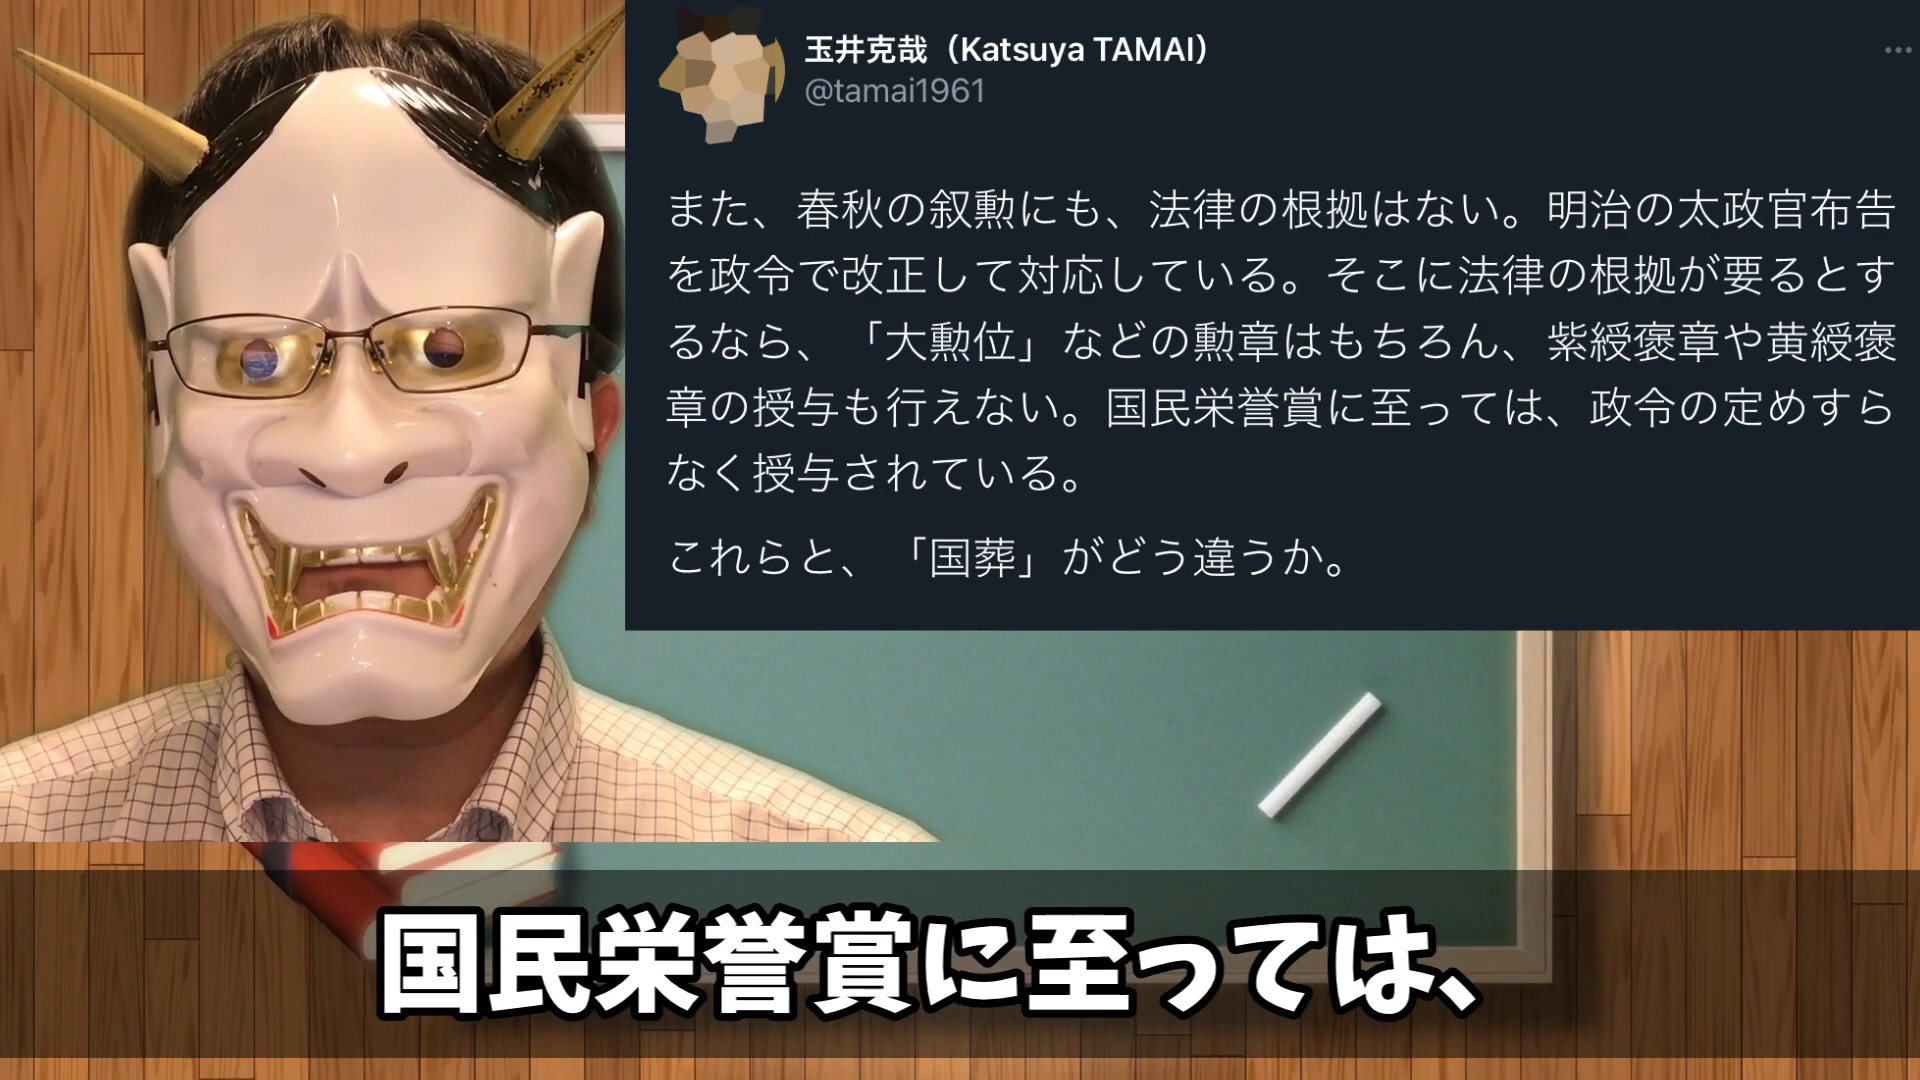 玉井克哉（Katsuya TAMAI）
@tamai1961
また、春秋の叙勲にも、法律の根拠はない。明治の太政官布告
を政令で改正して対応している。そこに法律の根拠が要るとす
るなら、「大勲位」などの勲章はもちろん、紫綬褒章や黄綬褒
章の授与も行えない。国民栄誉賞に至っては、政令の定めすら
なく授与されている。
これらと、「国葬」がどう違うか。
国民栄誉賞に至っては、